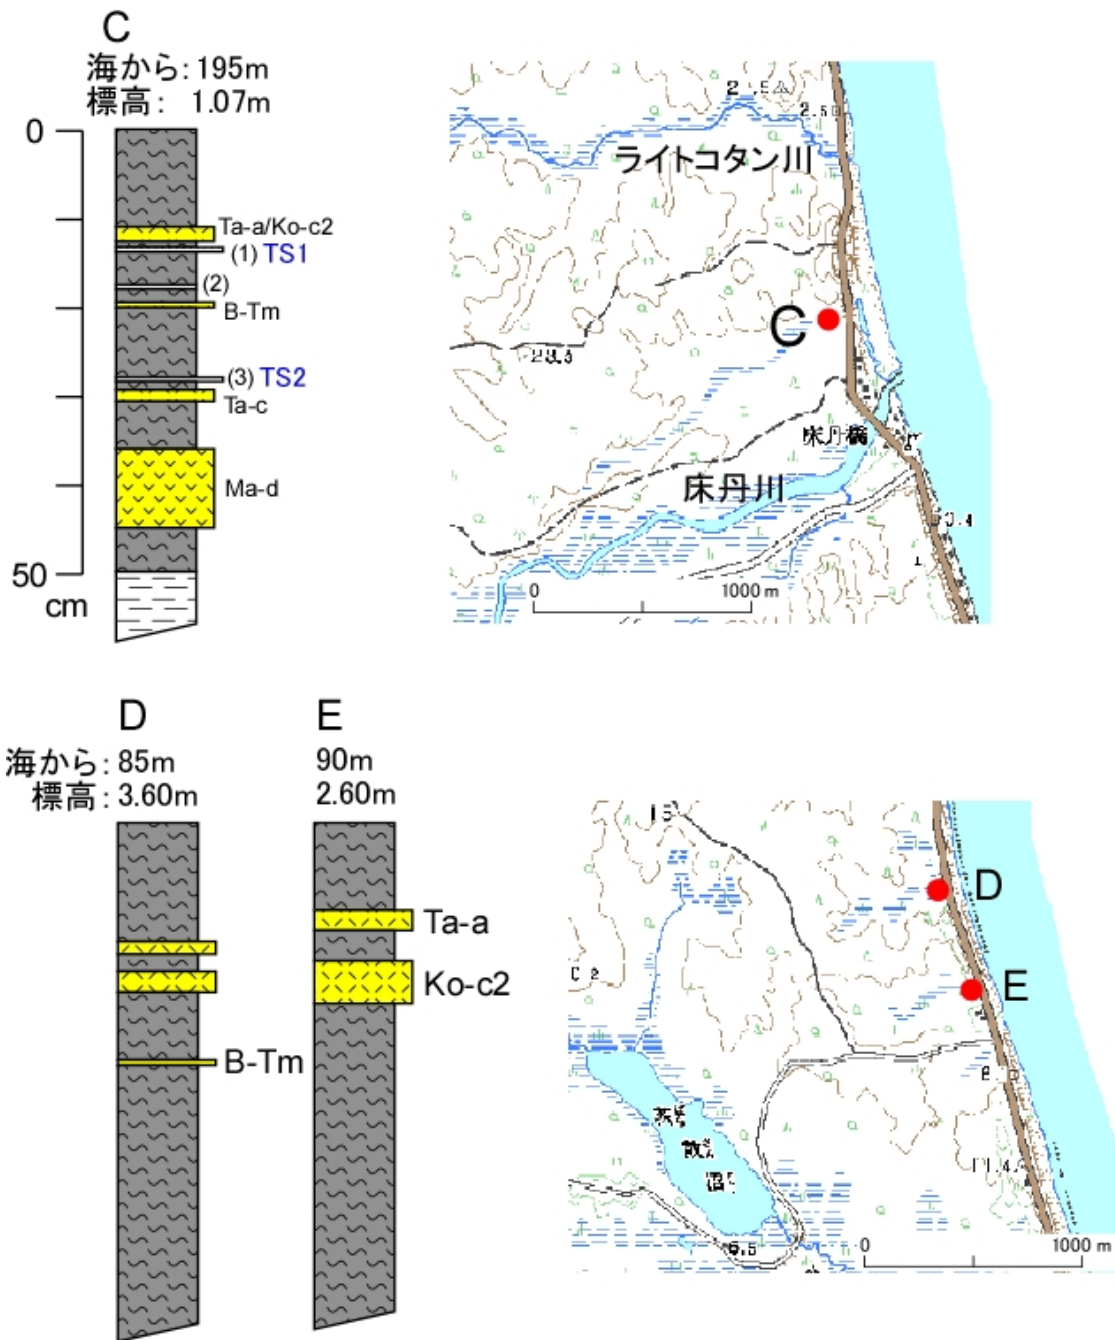 C
海から: 195m
標高: 1.07m
0
Ta-a/Ko-c2
(1) TS1
(2)
B-Tm
(3) TS2
Ta-c
Ma-d
50
cm
ライトコタン川
C
床丹橋
床丹川
0 1000 m
D
海から: 85m
標高: 3.60m
E
90m
2.60m
Ta-a
Ko-c2
B-Tm
D
E
6.5
0 1000 m